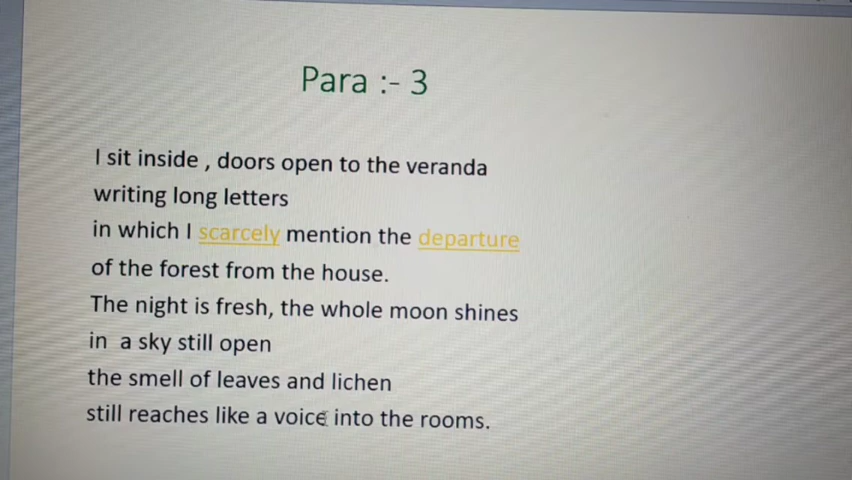 Para :- 3
I sit inside , doors open to the veranda
writing long letters
in which I scarcely mention the departure
of the forest from the house.
The night is fresh, the whole moon shines
in a sky still open
the smell of leaves and lichen
still reaches like a voice into the rooms.